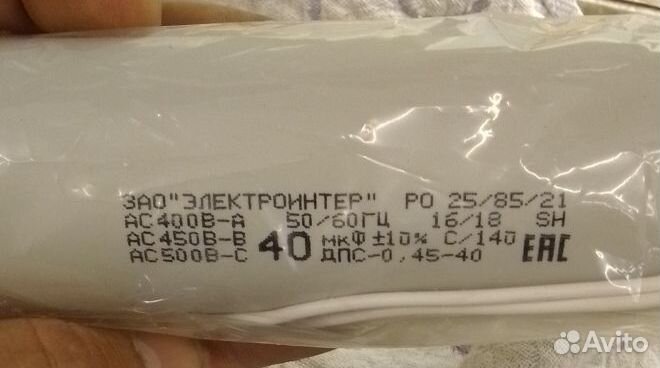 ЗАО"ЭЛЕКТРОИНТЕР" РО 25/85/21
АС400В-А 50/60ГЦ 16/18 SH
АС450В-В 40 мкФ ±10% С/140 ЕАС
АС500В-С ДПС-0,45-40
Avito